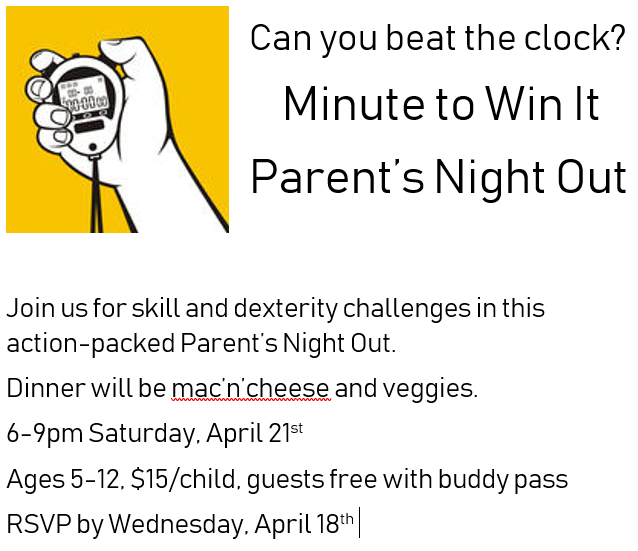 Can you beat the clock?
Minute to Win It
Parent's Night Out
Join us for skill and dexterity challenges in this
action-packed Parent's Night Out.
Dinner will be mac'n'cheese and veggies.
6-9pm Saturday, April 21st
Ages 5-12, $15/child, guests free with buddy pass
RSVP by Wednesday, April 18th